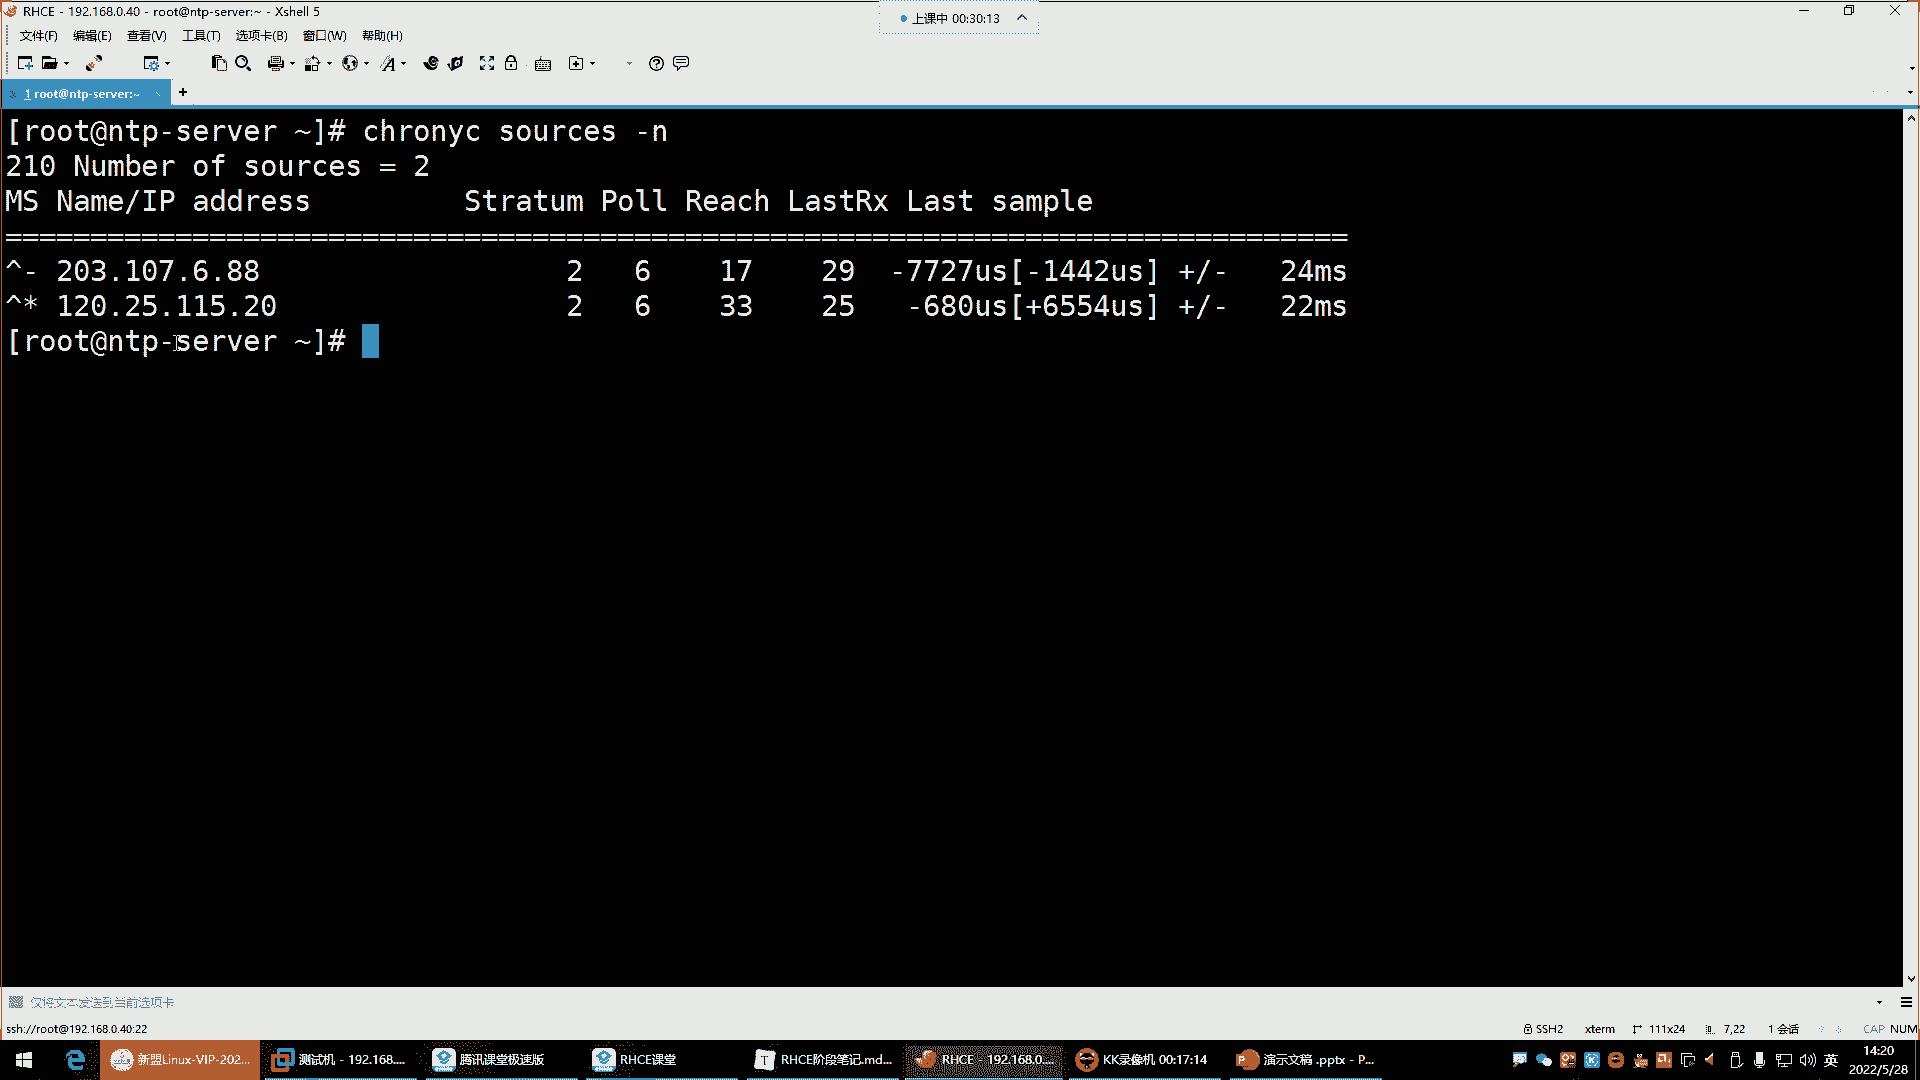 RHCE - 192.168.0.40 - root@ntp-server:~ - Xshell 5
上课中 00:30:13
文件(F) 编辑(E) 查看(V) 工具(T) 选项卡(B) 窗口(W) 帮助(H)
1 root@ntp-server:~
[root@ntp-server ~]# chronyc sources -n
210 Number of sources = 2
MS Name/IP address         Stratum Poll Reach LastRx Last sample
===============================================================================
^- 203.107.6.88                  2   6    17    29  -7727us[-1442us] +/-   24ms
^* 120.25.115.20                 2   6    33    25   -680us[+6554us] +/-   22ms
[root@ntp-server ~]#
仅将文本发送到当前选项卡
ssh://root@192.168.0.40:22 SSH2 xterm 111x24 7,22 1 会话 CAP NUM
新盟Linux-VIP-202... 测试机 - 192.168.... 腾讯课堂极速版 RHCE课堂 RHCE阶段笔记.md... RHCE - 192.168.0.... KK录像机 00:17:14 演示文稿 .pptx - P... 英 14:20
2022/5/28